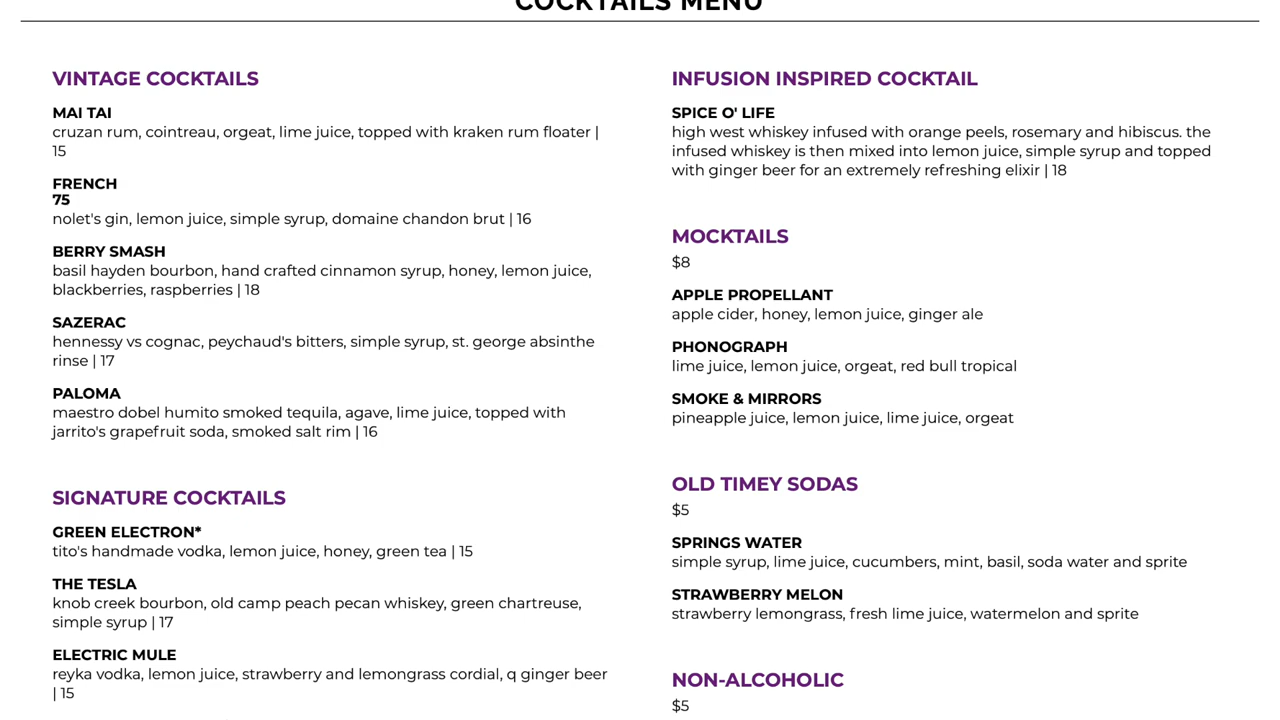 COCKTAILS MENU
VINTAGE COCKTAILS
MAI TAI
cruzan rum, cointreau, orgeat, lime juice, topped with kraken rum floater |
15
FRENCH
75
nolet's gin, lemon juice, simple syrup, domaine chandon brut | 16
BERRY SMASH
basil hayden bourbon, hand crafted cinnamon syrup, honey, lemon juice,
blackberries, raspberries | 18
SAZERAC
hennessy vs cognac, peychaud's bitters, simple syrup, st. george absinthe
rinse | 17
PALOMA
maestro dobel humito smoked tequila, agave, lime juice, topped with
jarrito's grapefruit soda, smoked salt rim | 16
SIGNATURE COCKTAILS
GREEN ELECTRON*
tito's handmade vodka, lemon juice, honey, green tea | 15
THE TESLA
knob creek bourbon, old camp peach pecan whiskey, green chartreuse,
simple syrup | 17
ELECTRIC MULE
reyka vodka, lemon juice, strawberry and lemongrass cordial, q ginger beer
| 15
INFUSION INSPIRED COCKTAIL
SPICE O' LIFE
high west whiskey infused with orange peels, rosemary and hibiscus. the
infused whiskey is then mixed into lemon juice, simple syrup and topped
with ginger beer for an extremely refreshing elixir | 18
MOCKTAILS
$8
APPLE PROPELLANT
apple cider, honey, lemon juice, ginger ale
PHONOGRAPH
lime juice, lemon juice, orgeat, red bull tropical
SMOKE & MIRRORS
pineapple juice, lemon juice, lime juice, orgeat
OLD TIMEY SODAS
$5
SPRINGS WATER
simple syrup, lime juice, cucumbers, mint, basil, soda water and sprite
STRAWBERRY MELON
strawberry lemongrass, fresh lime juice, watermelon and sprite
NON-ALCOHOLIC
$5